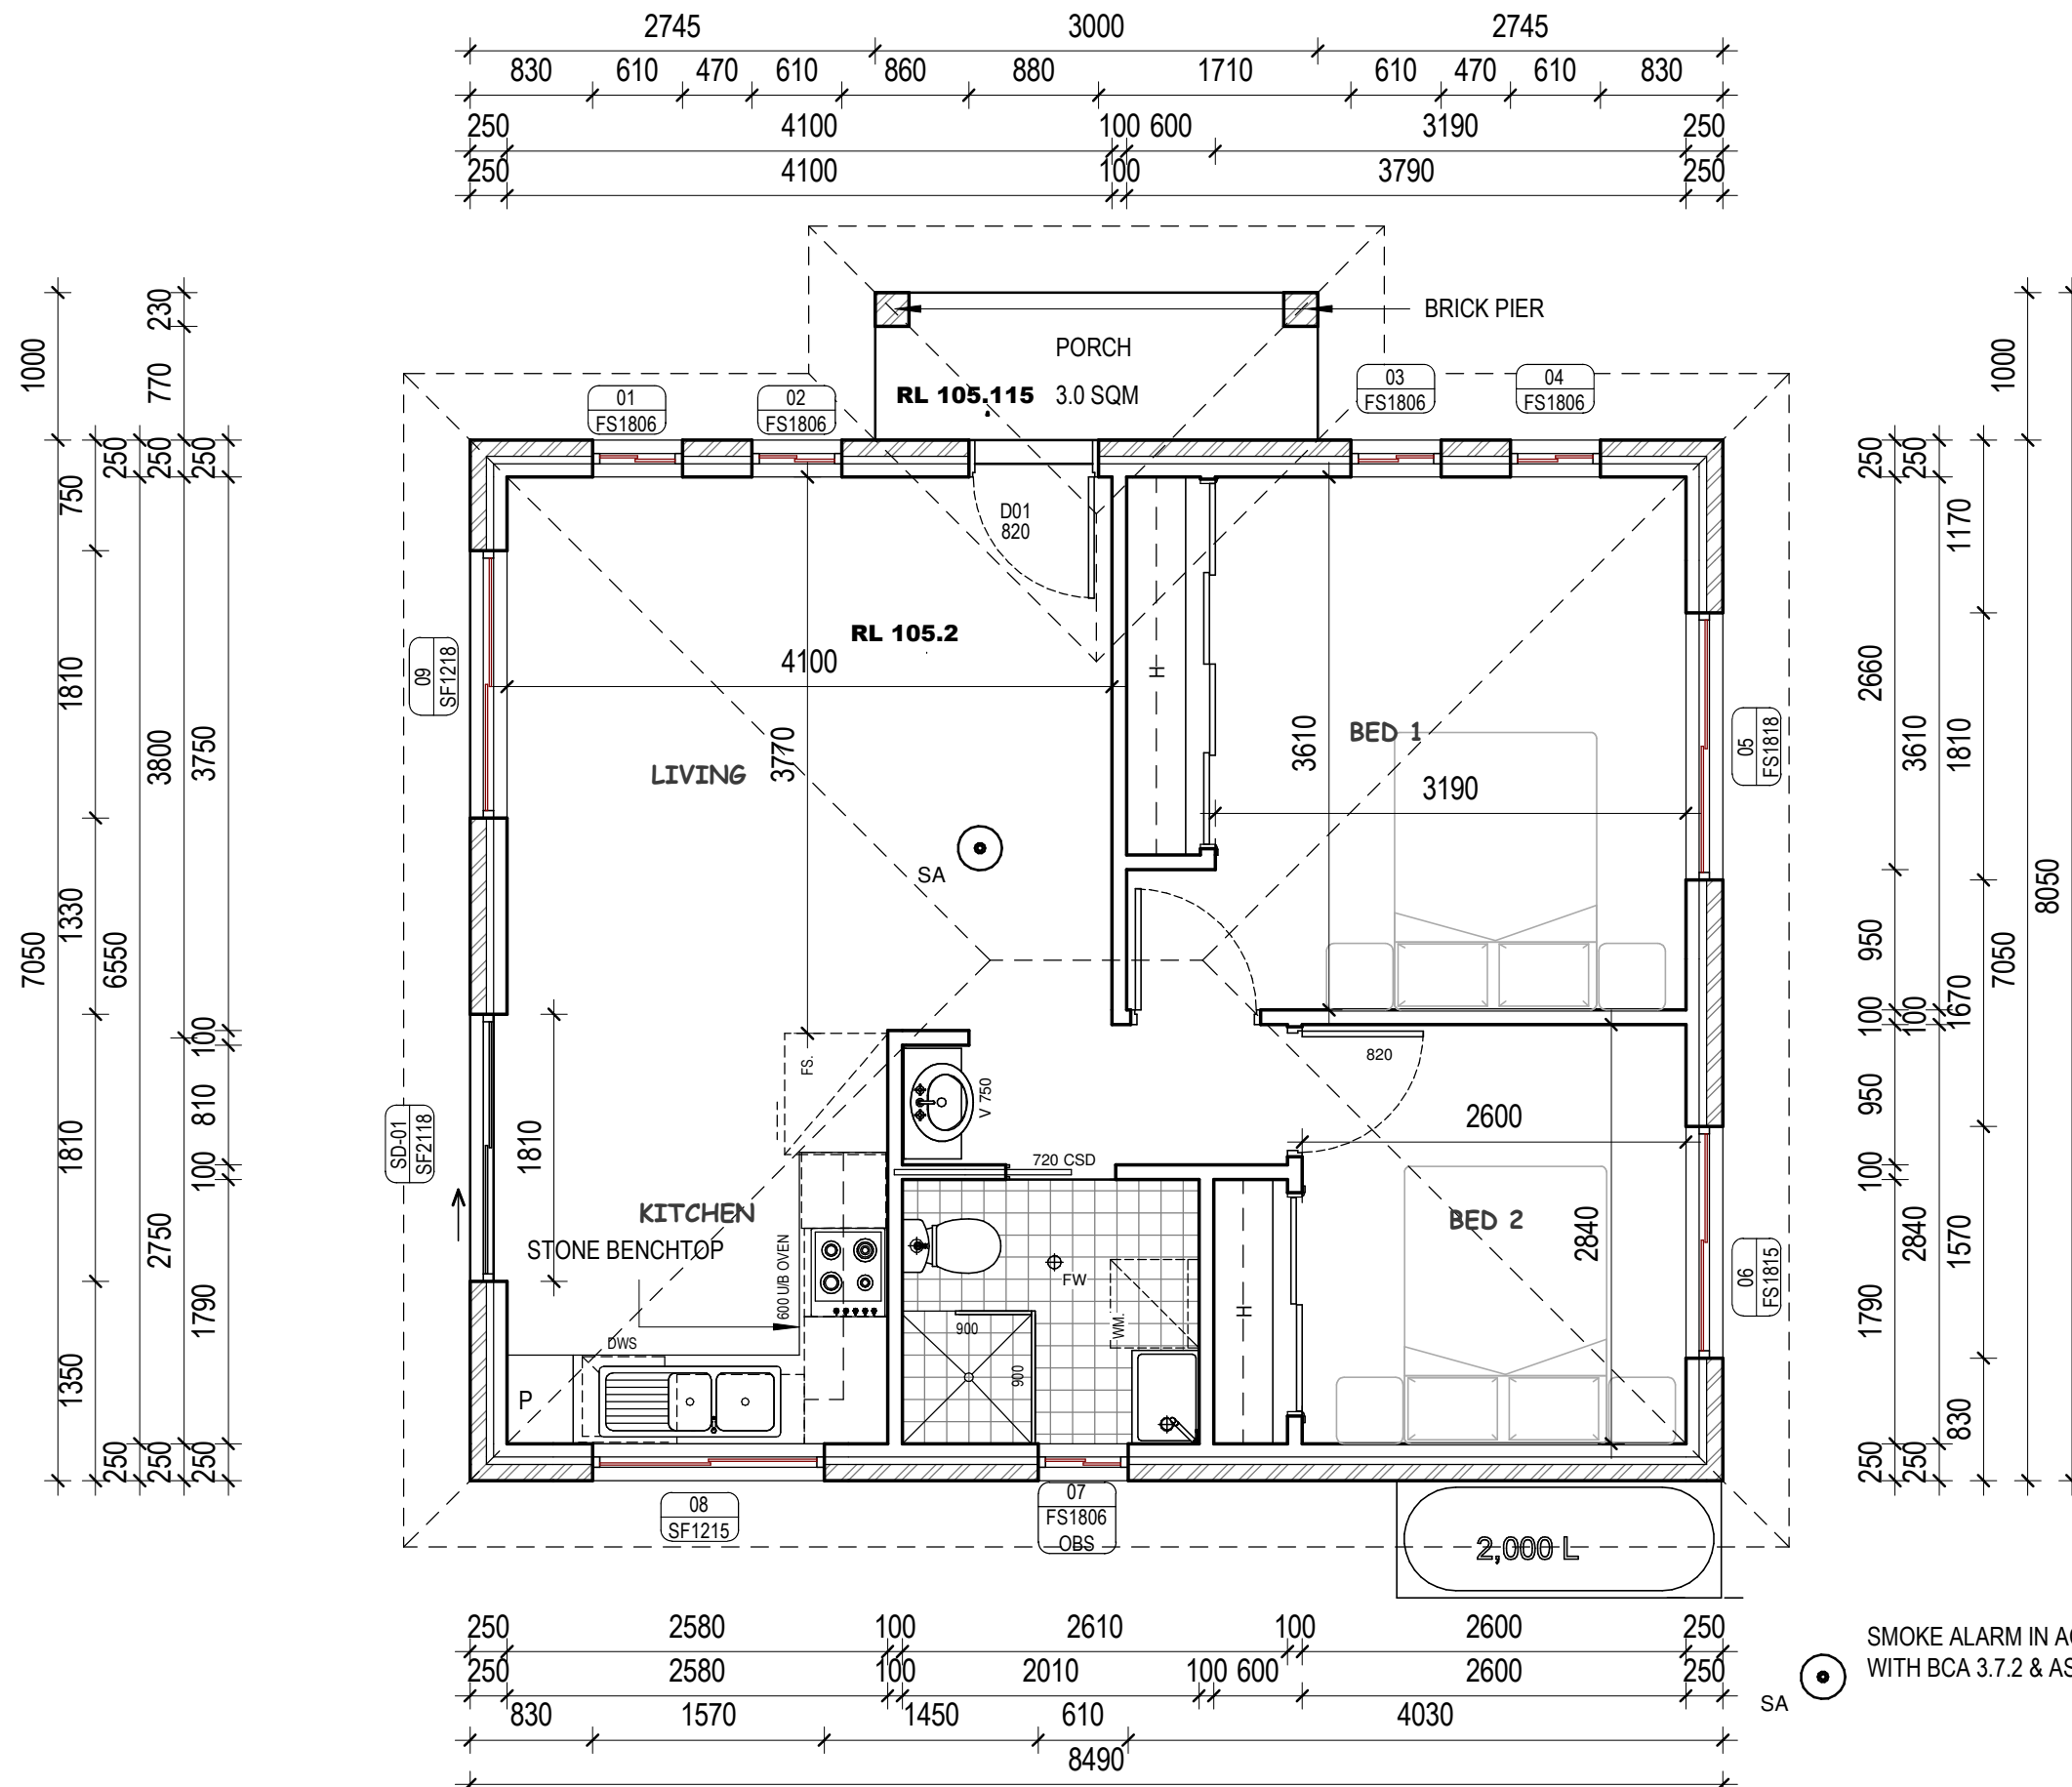 2745 3000 2745
830 610 470 610 860 880 1710 610 470 610 830
250 4100 100 600 3190 250
250 4100 100 3790 250
BRICK PIER
PORCH
RL 105.115 3.0 SQM
01
FS1806
02
FS1806
03
FS1806
04
FS1806
1000
7050
750
1810
1330
1810
1350
250
6550
250
230
770
250
3800
2750
250
250
3750
100
810
100
1790
250
D01
820
RL 105.2
4100
3770
LIVING
SA
H
BED 1
3610
3190
09
SF1218
SD-01
SF2118
1810
FS.
V 750
820
2600
720 CSD
KITCHEN
STONE BENCHTOP
600 U/B OVEN
DWS
P
FW
WM.
900
900
H
BED 2
2840
05
FS1818
06
FS1815
250
2660
950
100
950
100
1790
250
250
3610
100
2840
250
1170
1810
1670
1570
830
1000
7050
8050
08
SF1215
07
FS1806
OBS
2,000 L
250 2580 100 2610 100 2600 250
250 2580 100 2010 100 600 2600 250
830 1570 1450 610 4030
8490
SMOKE ALARM IN
WITH BCA 3.7.2 & AS
SA